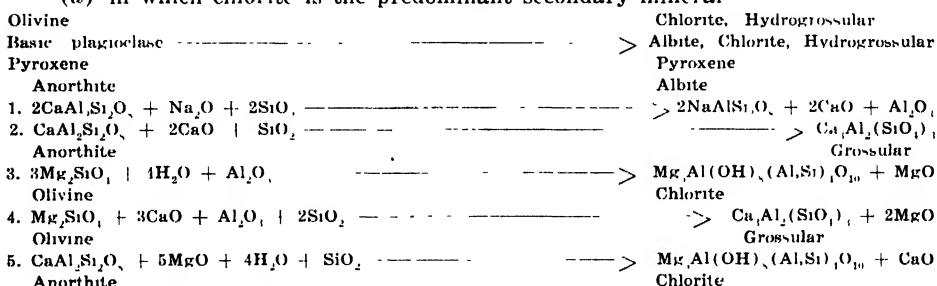 in which chlorite is the predominant secondary mineral
Olivine Chlorite, Hydrogrossular
Basic plagioclase ---------- > Albite, Chlorite, Hydrogrossular
Pyroxene Pyroxene
Anorthite Albite
1. 2CaAl₂Si₂O₈ + Na₂O + 2SiO₂ ---------- > 2NaAlSi₃O₈ + 2CaO + Al₂O₃
2. CaAl₂Si₂O₈ + 2CaO + SiO₂ ---------- > Ca₃Al₂(SiO₄)₃
Anorthite Grossular
3. 3Mg₂SiO₄ + 4H₂O + Al₂O₃ ---------- > Mg₅Al(OH)₈(Al,Si)₄O₁₀ + MgO
Olivine Chlorite
4. Mg₂SiO₄ + 3CaO + Al₂O₃ + 2SiO₂ ---------- > Ca₃Al₂(SiO₄)₃ + 2MgO
Olivine Grossular
5. CaAl₂Si₂O₈ + 5MgO + 4H₂O + SiO₂ ---------- > Mg₅Al(OH)₈(Al,Si)₄O₁₀ + CaO
Anorthite Chlorite